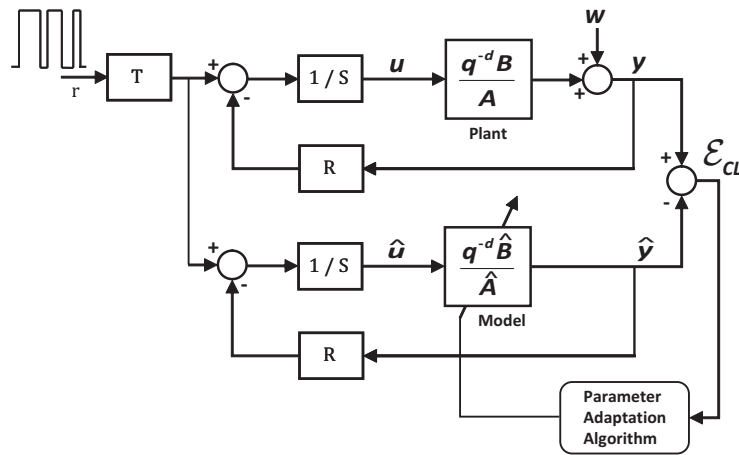 w
+
r
T
+
-
1 / S
u
q⁻ᵈ B
A
+
y
Plant
R
+
-
ε_CL
+
-
1 / S
û
q⁻ᵈ B̂
Â
ŷ
Model
R
Parameter
Adaptation
Algorithm